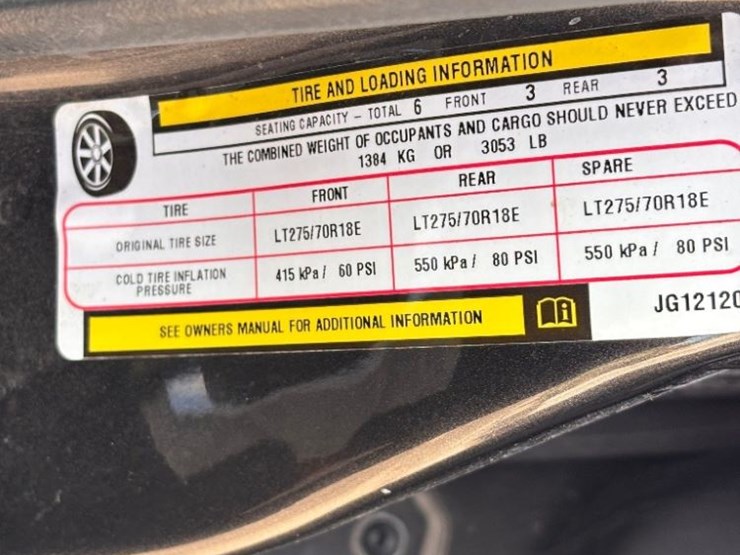 TIRE AND LOADING INFORMATION
SEATING CAPACITY – TOTAL 6 FRONT 3 REAR 3
THE COMBINED WEIGHT OF OCCUPANTS AND CARGO SHOULD NEVER EXCEED
1384 KG OR 3053 LB
TIRE FRONT REAR SPARE
ORIGINAL TIRE SIZE LT275/70R18E LT275/70R18E LT275/70R18E
COLD TIRE INFLATION
PRESSURE 415 kPa / 60 PSI 550 kPa / 80 PSI 550 kPa / 80 PSI
SEE OWNERS MANUAL FOR ADDITIONAL INFORMATION